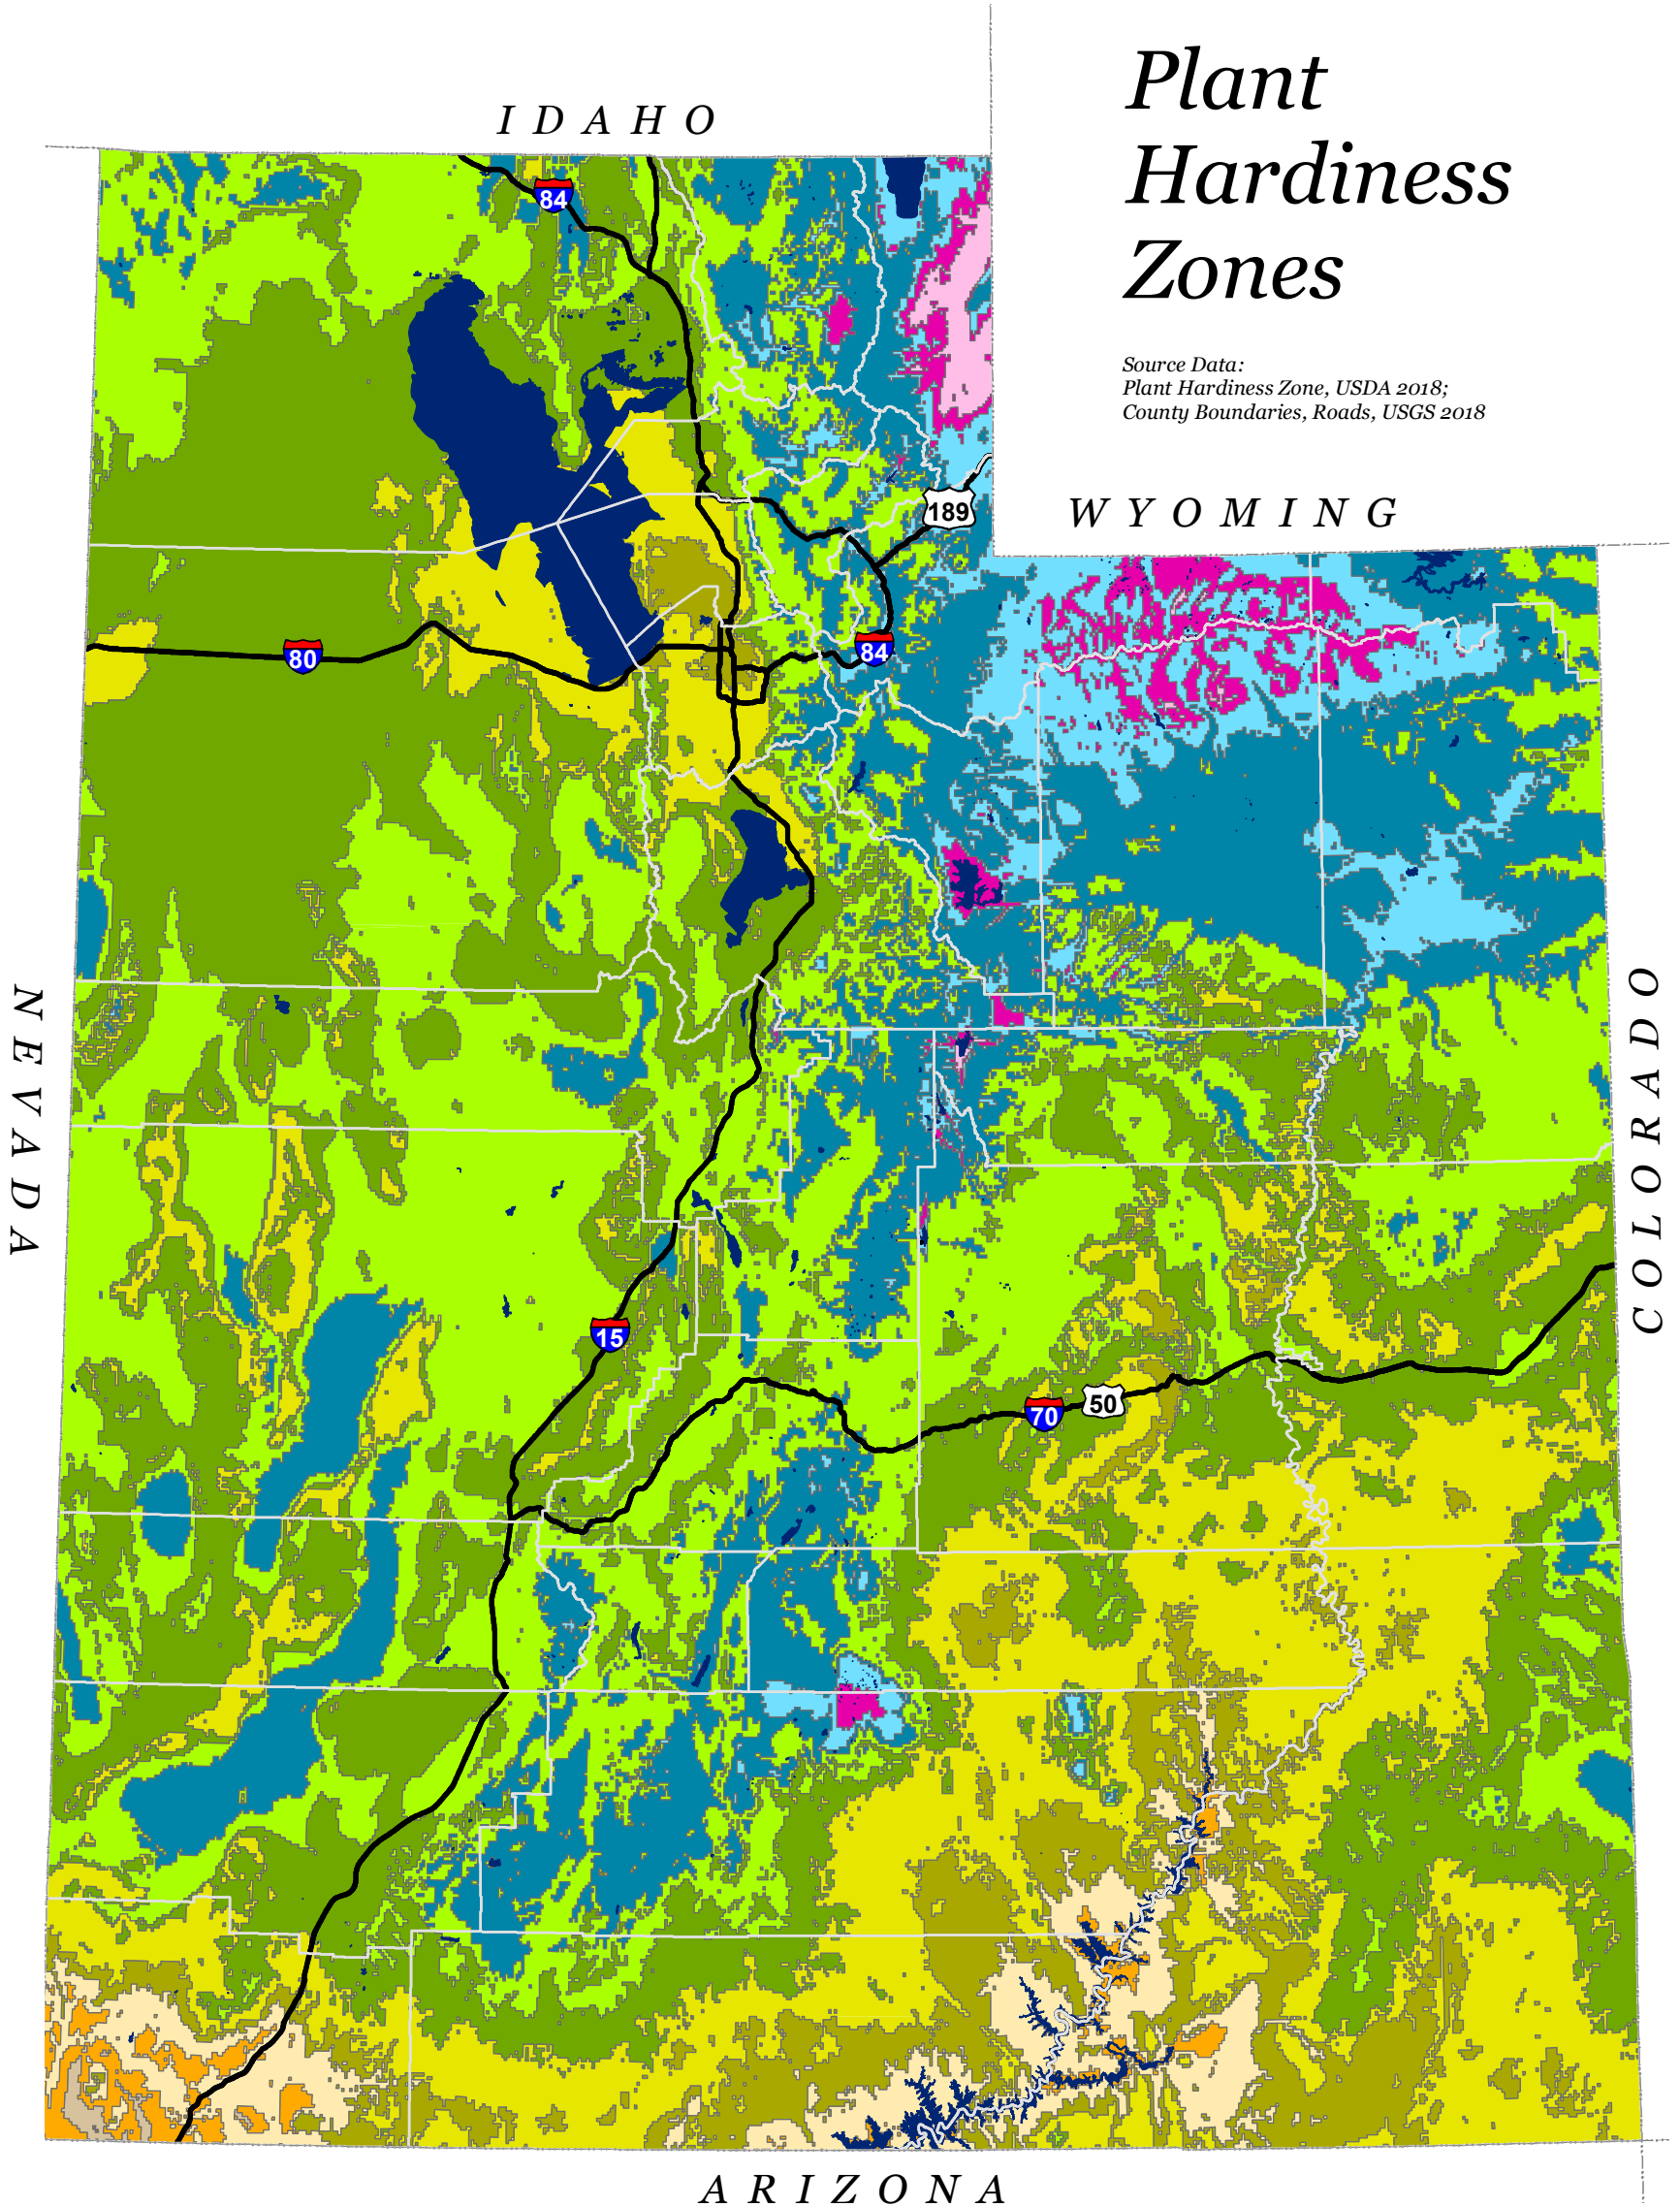 Plant
Hardiness
Zones
Source Data:
Plant Hardiness Zone, USDA 2018;
County Boundaries, Roads, USGS 2018
IDAHO
84
189
WYOMING
80
84
NEVADA
COLORADO
15
70
50
ARIZONA